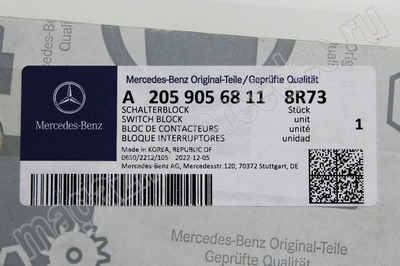 Mercedes-Benz Original-Teile/Geprüfte Qualität
A 205 905 68 11 8R73
SCHALTERBLOCK Stück
SWITCH BLOCK unit
BLOC DE CONTACTEURS unité 1
BLOQUE INTERRUPTORES unidad
Made in KOREA, REPUBLIC OF
0650/2212/105 2022-12-05
Mercedes-Benz AG, Mercedesstr.120, 70372 Stuttgart, DE
Mercedes-Benz
Mercedes-Benz Original-Teile
Geprüfte Qualität